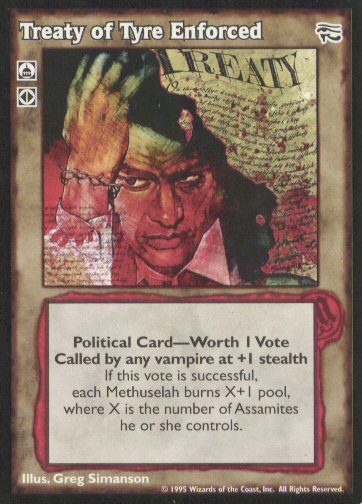 Treaty of Tyre Enforced
TREATY
Political Card—Worth 1 Vote
Called by any vampire at +1 stealth
If this vote is successful,
each Methuselah burns X+1 pool,
where X is the number of Assamites
he or she controls.
Illus. Greg Simanson
© 1995 Wizards of the Coast, Inc. All Rights Reserved.